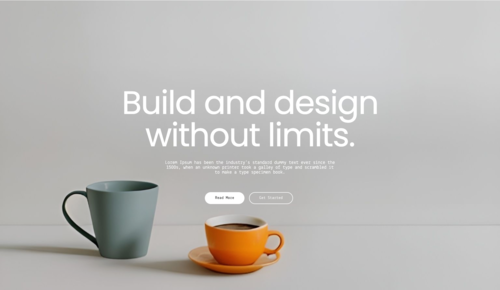 Build and design
without limits.
Lorem Ipsum has been the industry's standard dummy text ever since the
1500s, when an unknown printer took a galley of type and scrambled it
to make a type specimen book.
Read More
Get Started